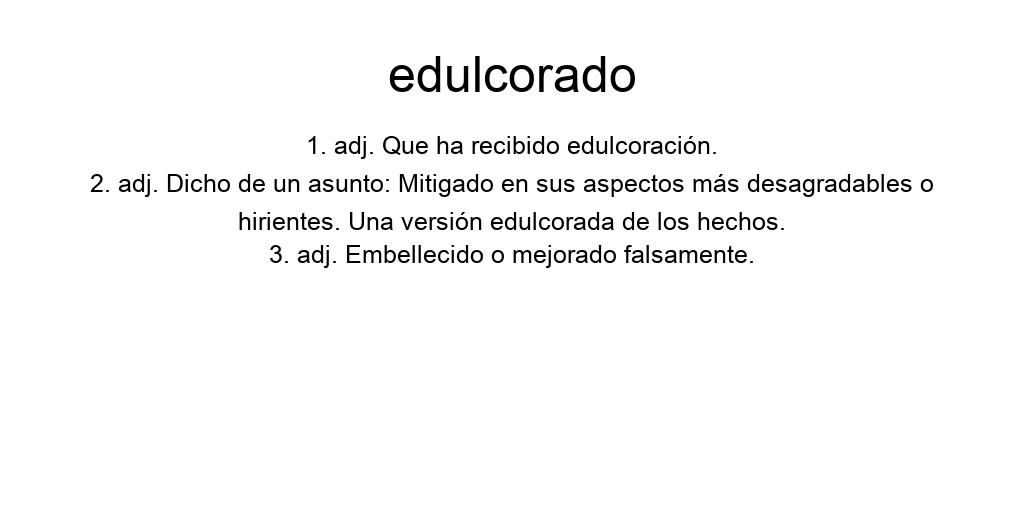 edulcorado
1. adj. Que ha recibido edulcoración.
2. adj. Dicho de un asunto: Mitigado en sus aspectos más desagradables o
hirientes. Una versión edulcorada de los hechos.
3. adj. Embellecido o mejorado falsamente.